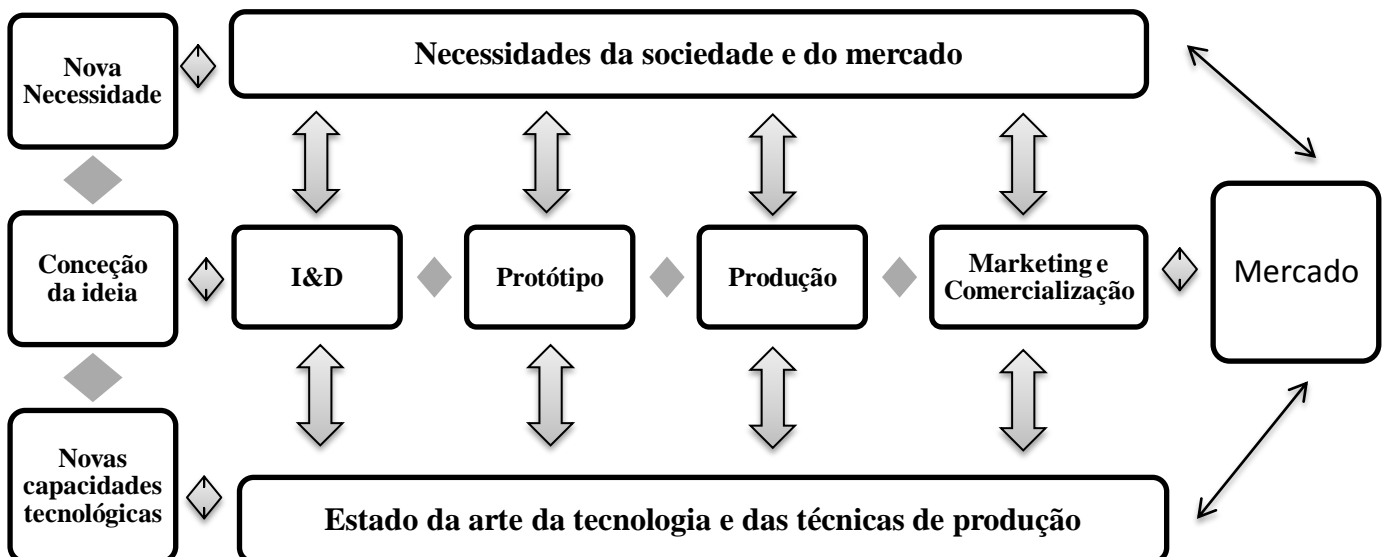 Nova
Necessidade
Necessidades da sociedade e do mercado
Conceção
da ideia
I&D
Protótipo
Produção
Marketing e
Comercialização
Mercado
Novas
capacidades
tecnológicas
Estado da arte da tecnologia e das técnicas de produção